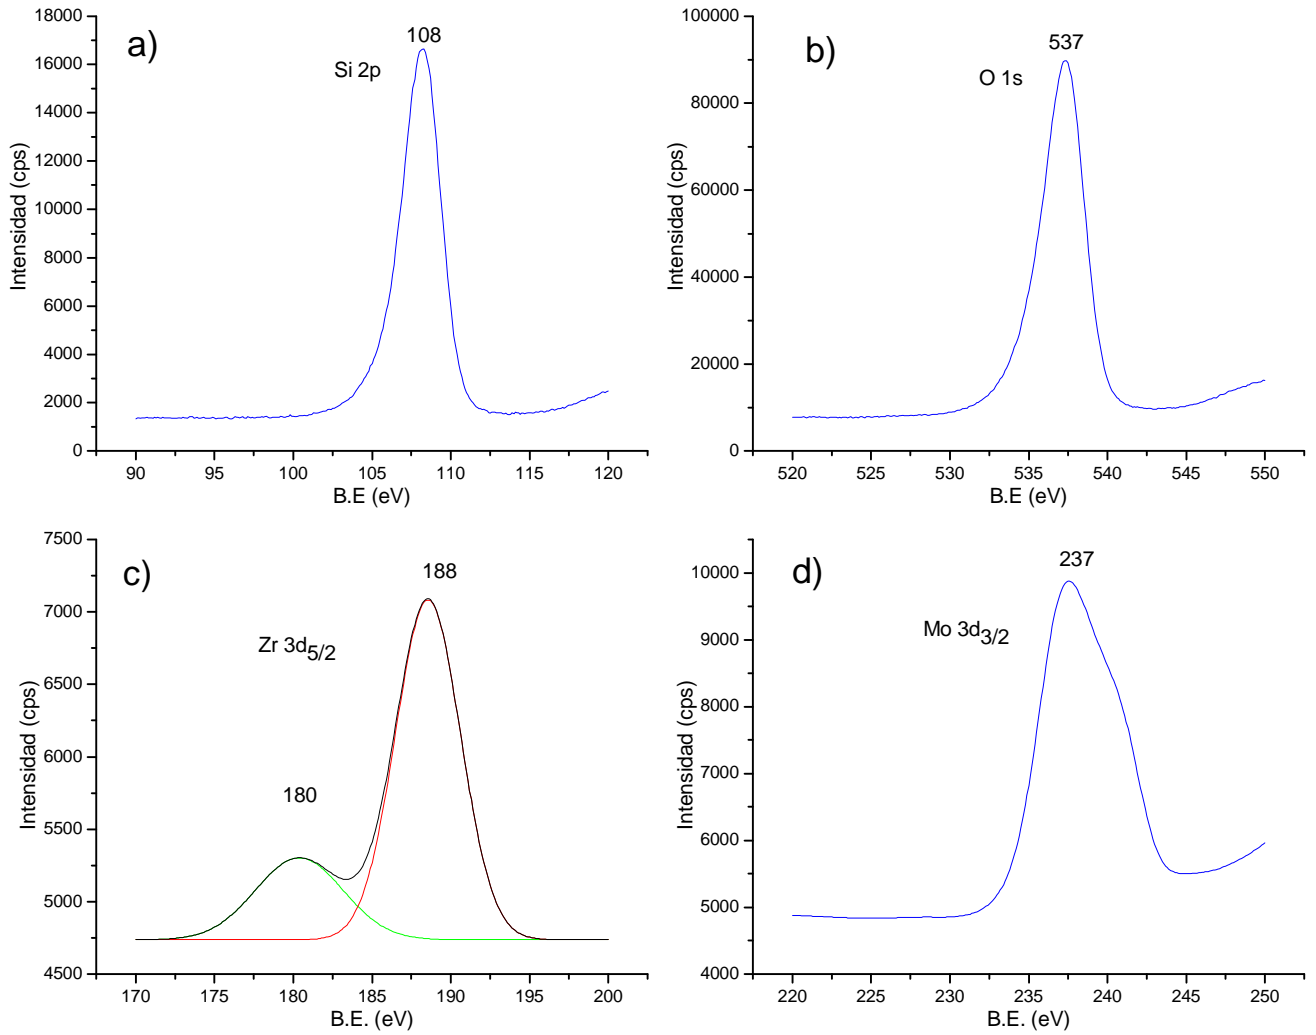 a)
108
Si 2p
18000
16000
14000
12000
10000
8000
6000
4000
2000
0
Intensidad (cps)
90 95 100 105 110 115 120
B.E (eV)
b)
537
O 1s
100000
80000
60000
40000
20000
0
Intensidad (cps)
520 525 530 535 540 545 550
B.E (eV)
c)
188
Zr 3d5/2
180
7500
7000
6500
6000
5500
5000
4500
Intensidad (cps)
170 175 180 185 190 195 200
B.E. (eV)
d)
237
Mo 3d3/2
10000
9000
8000
7000
6000
5000
4000
Intensidad (cps)
220 225 230 235 240 245 250
B.E. (eV)